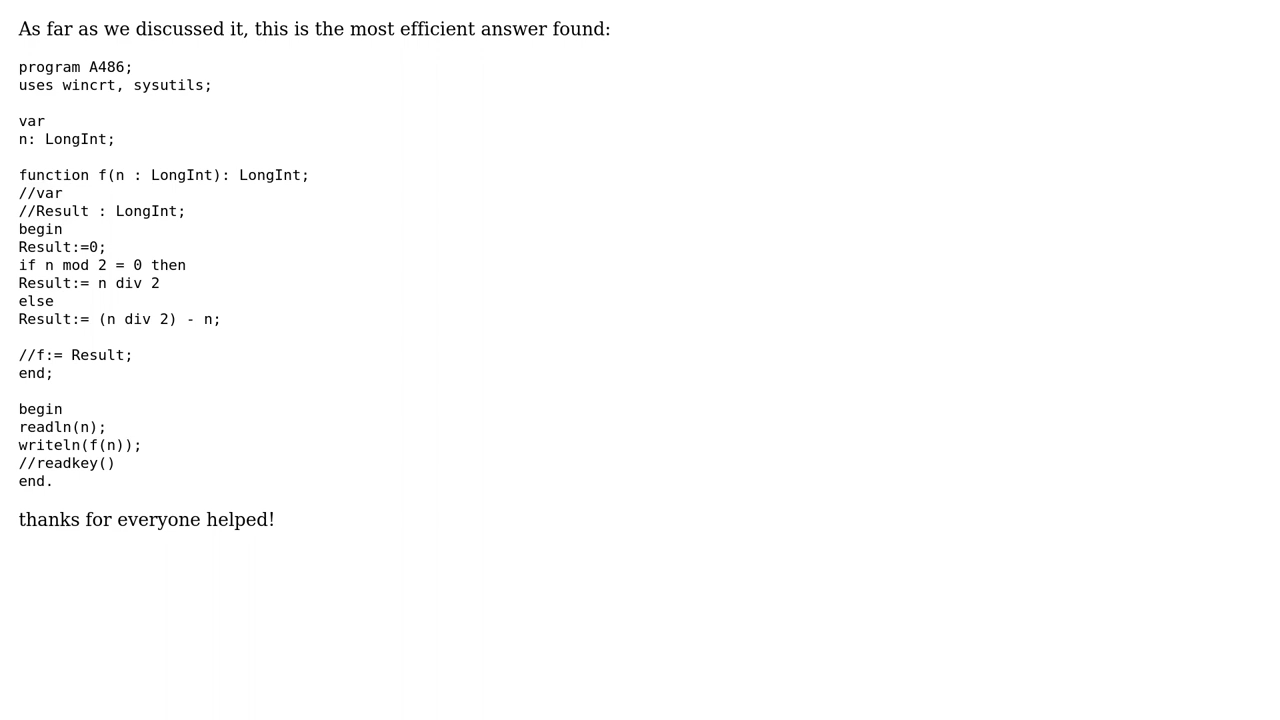 As far as we discussed it, this is the most efficient answer found:
program A486;
uses wincrt, sysutils;
var
n: LongInt;
function f(n : LongInt): LongInt;
//var
//Result : LongInt;
begin
Result:=0;
if n mod 2 = 0 then
Result:= n div 2
else
Result:= (n div 2) - n;
//f:= Result;
end;
begin
readln(n);
writeln(f(n));
//readkey()
end.
thanks for everyone helped!